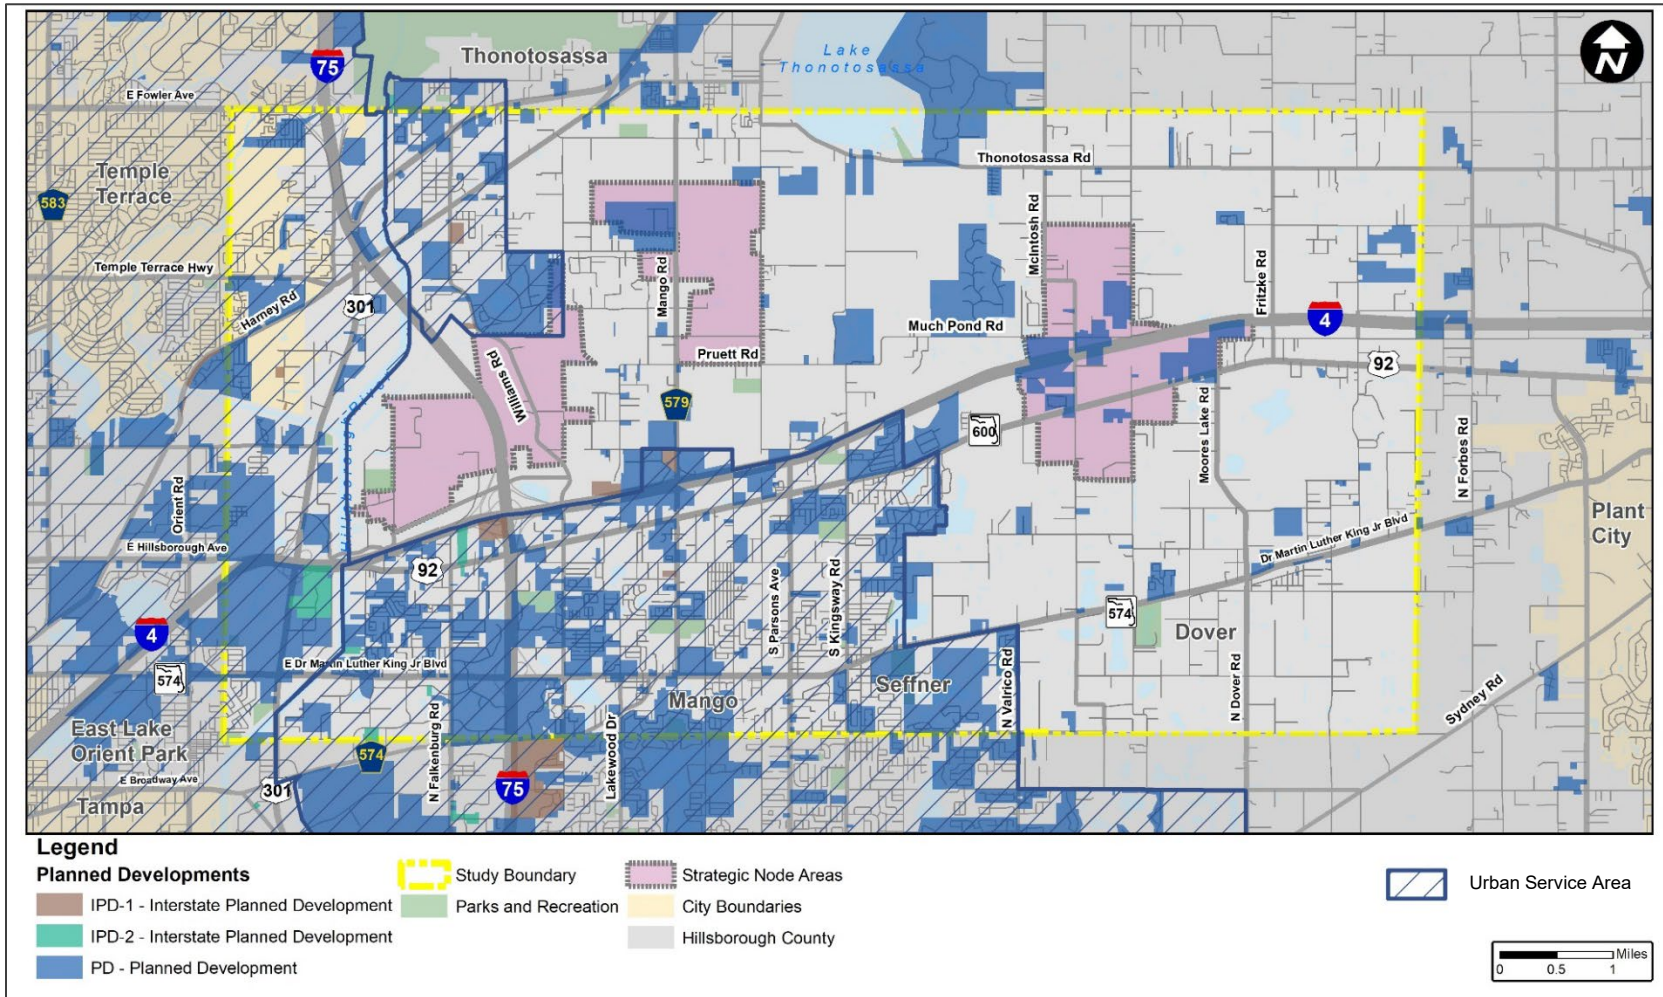 Thonotosassa
Lake
Thonotosassa
N
75
E Fowler Ave
Thonotosassa Rd
Temple
Terrace
583
McIntosh Rd
Temple Terrace Hwy
Mango Rd
Fritzke Rd
Harney Rd
301
Much Pond Rd
4
Williams Rd
Pruett Rd
92
579
600
Moores Lake Rd
N Forbes Rd
Hillsborough River
Orient Rd
Plant
City
E Hillsborough Ave
Dr Martin Luther King Jr Blvd
92
S Parsons Ave
S Kingsway Rd
574
4
Dover
574
E Dr Martin Luther King Jr Blvd
Seffner
N Valrico Rd
N Dover Rd
Sydney Rd
Mango
East Lake
Orient Park
574
N Falkenburg Rd
Lakewood Dr
E Broadway Ave
301
75
Tampa
Legend
Planned Developments
IPD-1 - Interstate Planned Development
IPD-2 - Interstate Planned Development
PD - Planned Development
Study Boundary
Parks and Recreation
Strategic Node Areas
City Boundaries
Hillsborough County
Urban Service Area
Miles
0 0.5 1